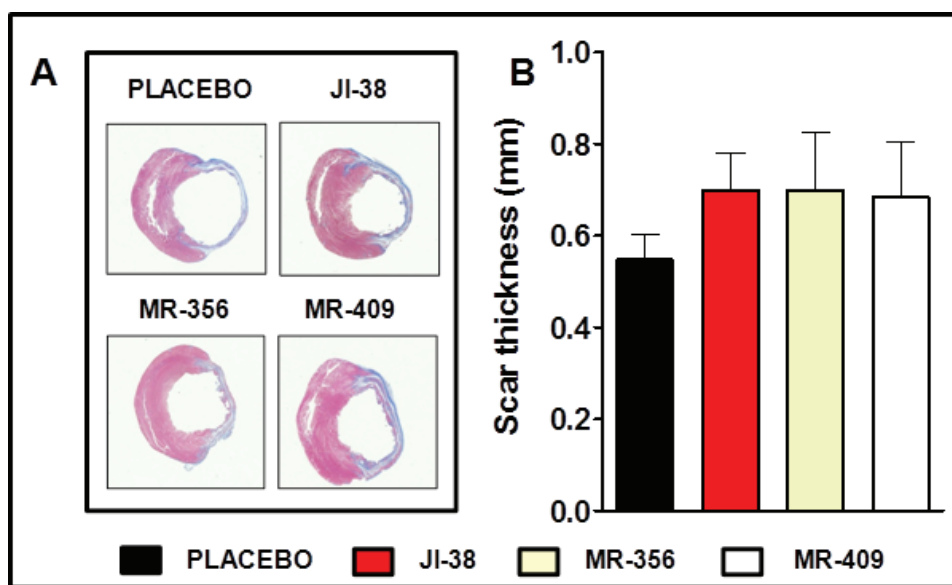 A
PLACEBO JI-38
MR-356 MR-409
B
Scar thickness (mm)
1.0
0.8
0.6
0.4
0.2
0.0
PLACEBO JI-38 MR-356 MR-409